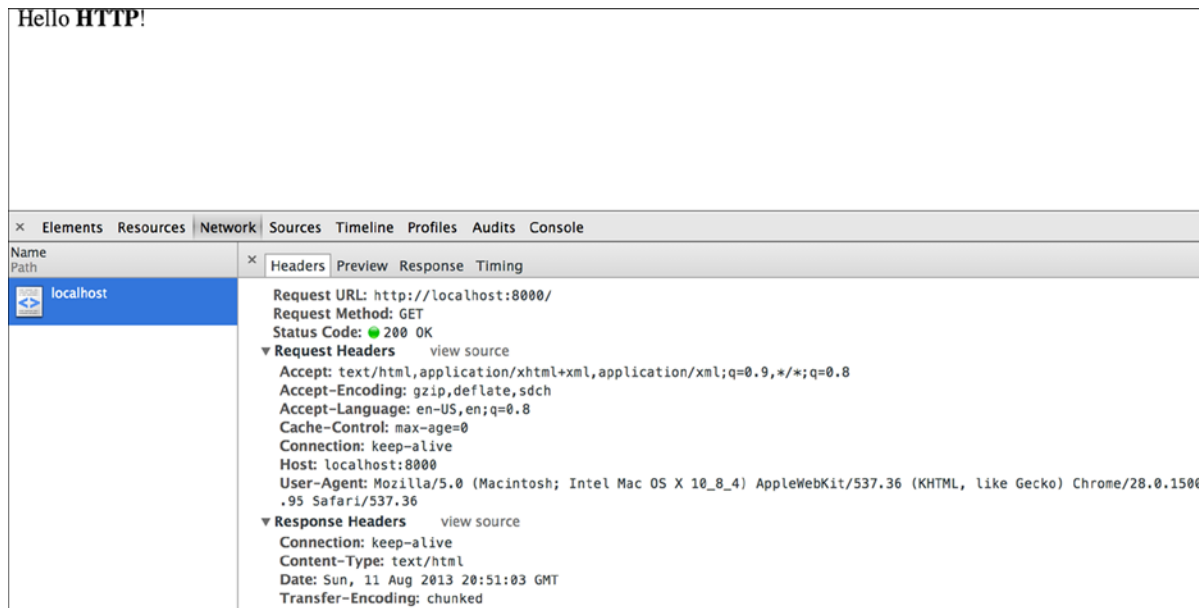 Hello HTTP!
× Elements Resources Network Sources Timeline Profiles Audits Console
Name
Path
× Headers Preview Response Timing
localhost
Request URL: http://localhost:8000/
Request Method: GET
Status Code: 200 OK
▼ Request Headers view source
Accept: text/html,application/xhtml+xml,application/xml;q=0.9,*/*;q=0.8
Accept-Encoding: gzip,deflate,sdch
Accept-Language: en-US,en;q=0.8
Cache-Control: max-age=0
Connection: keep-alive
Host: localhost:8000
User-Agent: Mozilla/5.0 (Macintosh; Intel Mac OS X 10_8_4) AppleWebKit/537.36 (KHTML, like Gecko) Chrome/28.0.1500
.95 Safari/537.36
▼ Response Headers view source
Connection: keep-alive
Content-Type: text/html
Date: Sun, 11 Aug 2013 20:51:03 GMT
Transfer-Encoding: chunked